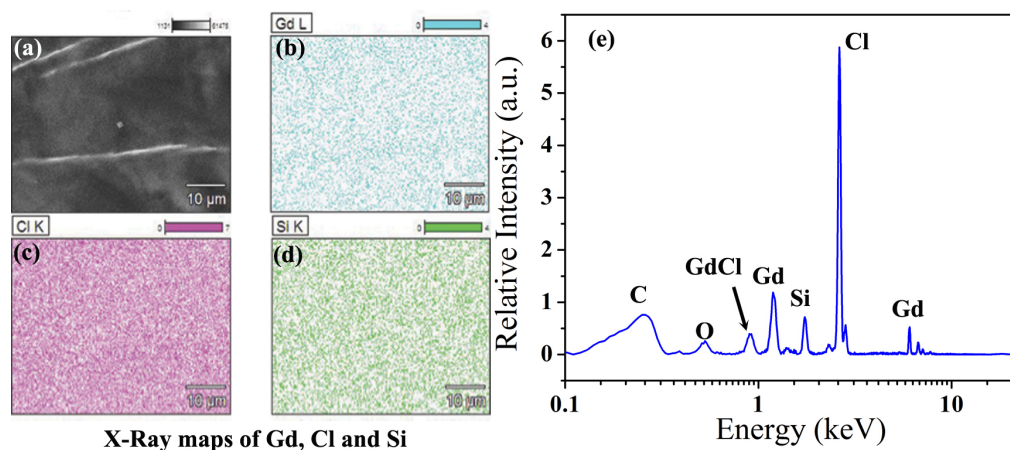 1131 61475
(a)
10 µm
Gd L
0 4
(b)
10 µm
Cl K
0 7
(c)
10 µm
Si K
0 4
(d)
10 µm
X-Ray maps of Gd, Cl and Si
(e)
Relative Intensity (a.u.)
6
5
4
3
2
1
0
C
O
GdCl
Gd
Si
Cl
Gd
0.1 1 10
Energy (keV)